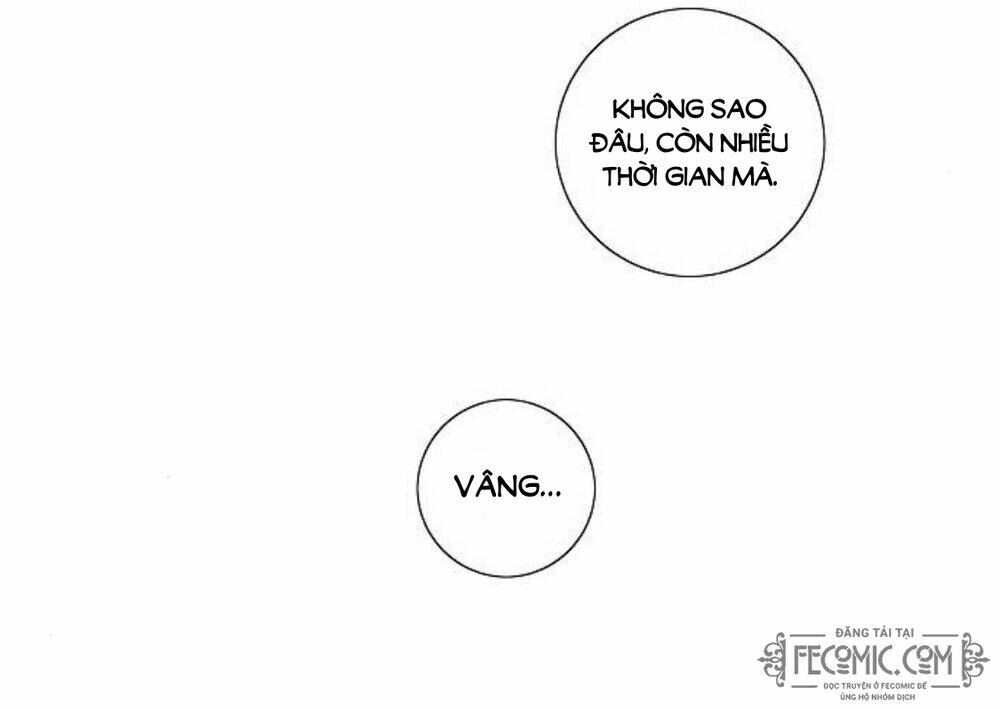 KHÔNG SAO
ĐÂU, CÒN NHIỀU
THỜI GIAN MÀ.
VÂNG...
ĐĂNG TẢI TẠI
FECOMIC.COM
ĐỌC TRUYỆN Ở FECOMIC ĐỂ
ỦNG HỘ NHÓM DỊCH